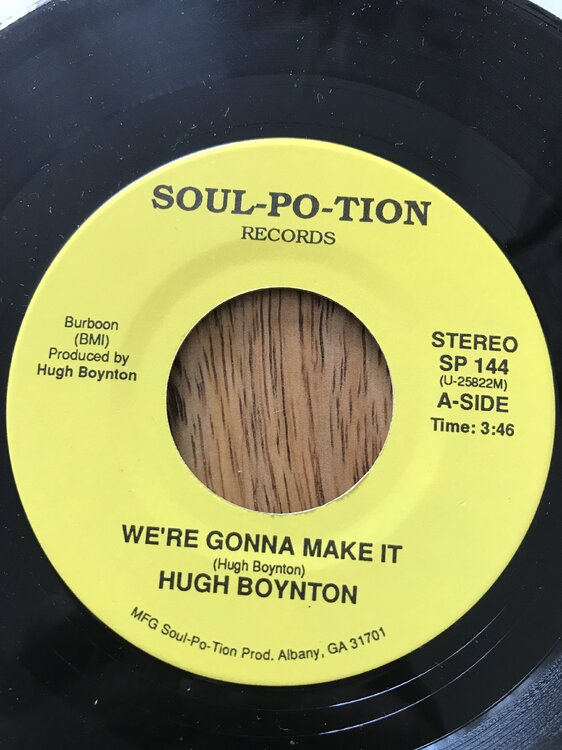 SOUL-PO-TION
RECORDS
Burboon
(BMI)
Produced by
Hugh Boynton
STEREO
SP 144
(U-25822M)
A-SIDE
Time: 3:46
WE'RE GONNA MAKE IT
(Hugh Boynton)
HUGH BOYNTON
MFG Soul-Po-Tion Prod. Albany, GA 31701